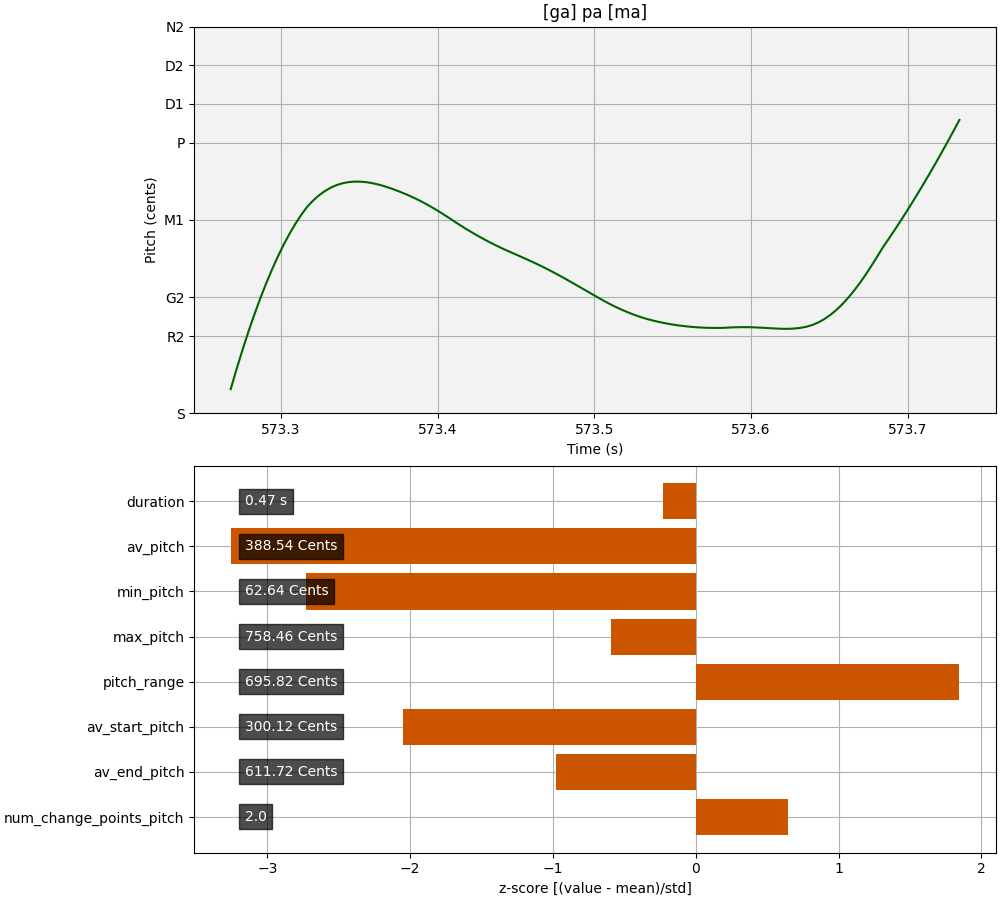 [ga] pa [ma]
N2
D2
D1
P
M1
G2
R2
S
Pitch (cents)
573.3 573.4 573.5 573.6 573.7
Time (s)
duration 0.47 s
av_pitch 388.54 Cents
min_pitch 62.64 Cents
max_pitch 758.46 Cents
pitch_range 695.82 Cents
av_start_pitch 300.12 Cents
av_end_pitch 611.72 Cents
num_change_points_pitch 2.0
−3 −2 −1 0 1 2
z-score [(value - mean)/std]